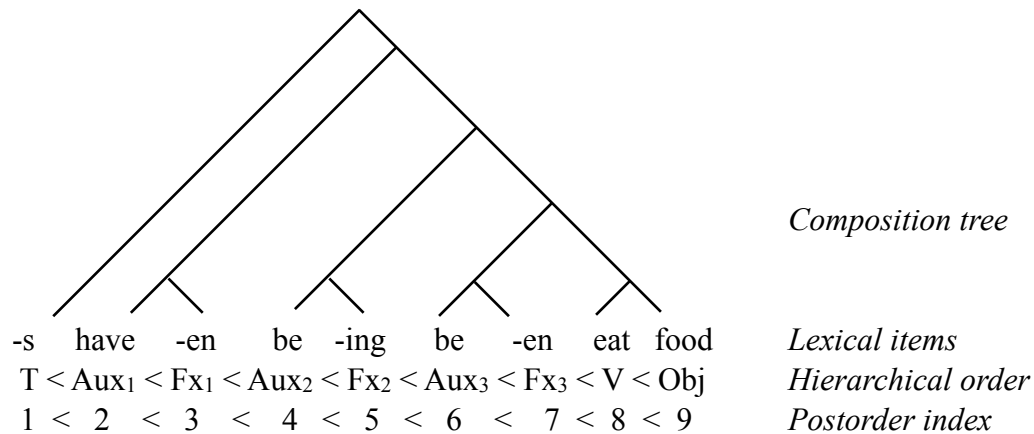 Composition tree
-s have -en be -ing be -en eat food Lexical items
T < Aux₁ < Fx₁ < Aux₂ < Fx₂ < Aux₃ < Fx₃ < V < Obj Hierarchical order
1 < 2 < 3 < 4 < 5 < 6 < 7 < 8 < 9 Postorder index